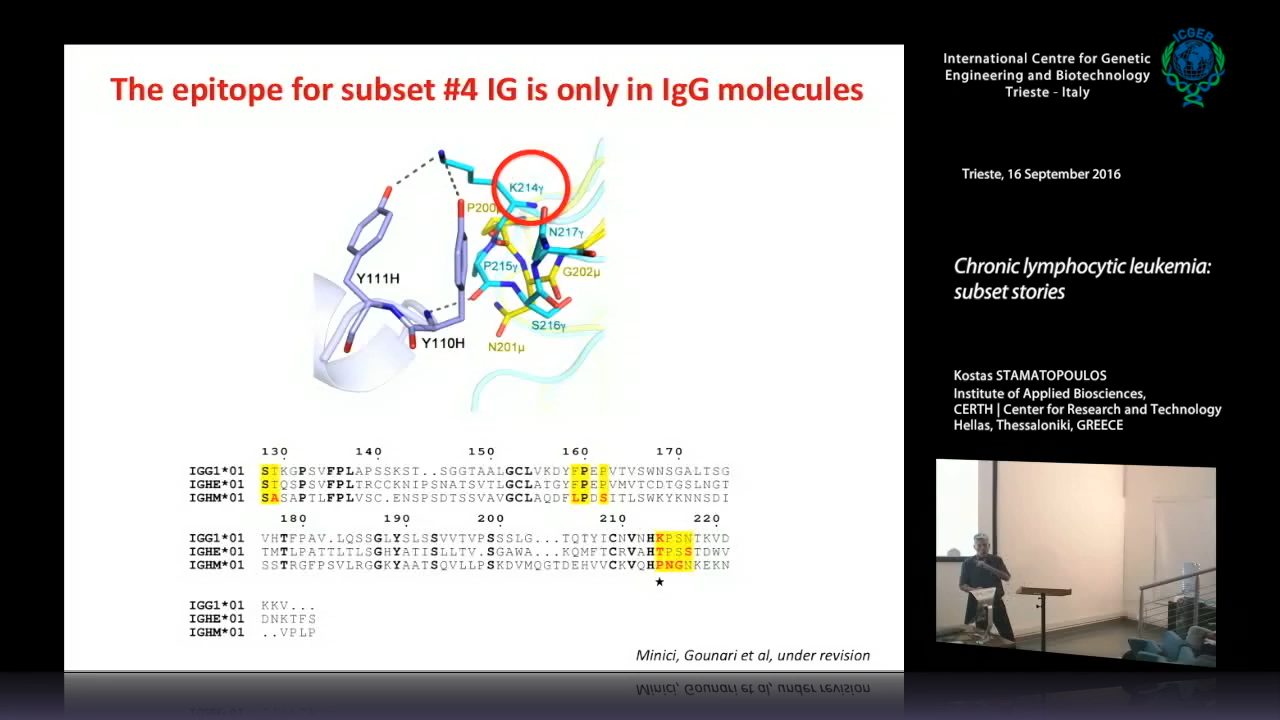 The epitope for subset #4 IG is only in IgG molecules
K214γ
P200μ
N217γ
Y111H
P215γ
G202μ
S216γ
Y110H
N201μ
130 140 150 160 170
IGG1*01 STKGPSVFPLAPSSKST..SGGTAALGCLVKDYFPEPVTVSWNSGALTSG
IGHE*01 STQSPSVFPLTRCCKNIPSNATSVTLGCLATGYFPEPVMVTCDTGSLNGT
IGHM*01 SASAPTLFPLVSC.ENSPSDTSSVAVGCLAQDFLPDSITLSWKYKNNSDI
180 190 200 210 220
IGG1*01 VHTFPAV.LQSSGLYSLSSVVTVPSSSLG...TQTYICNVNHKPSNTKVD
IGHE*01 TMTLPATTLTLSGHYATISLLTV.SGAWA...KQMFTCRVAHTPSSTDWV
IGHM*01 SSTRGFPSVLRGGKYAATSQVLLPSKDVMQGTDEHVVCKVQHPNGNKEKN
★
IGG1*01 KKV...
IGHE*01 DNKTFS
IGHM*01 ..VPLP
Minici, Gounari et al, under revision
International Centre for Genetic
Engineering and Biotechnology
Trieste - Italy
ICGEB
Trieste, 16 September 2016
Chronic lymphocytic leukemia:
subset stories
Kostas STAMATOPOULOS
Institute of Applied Biosciences,
CERTH | Center for Research and Technology
Hellas, Thessaloniki, GREECE